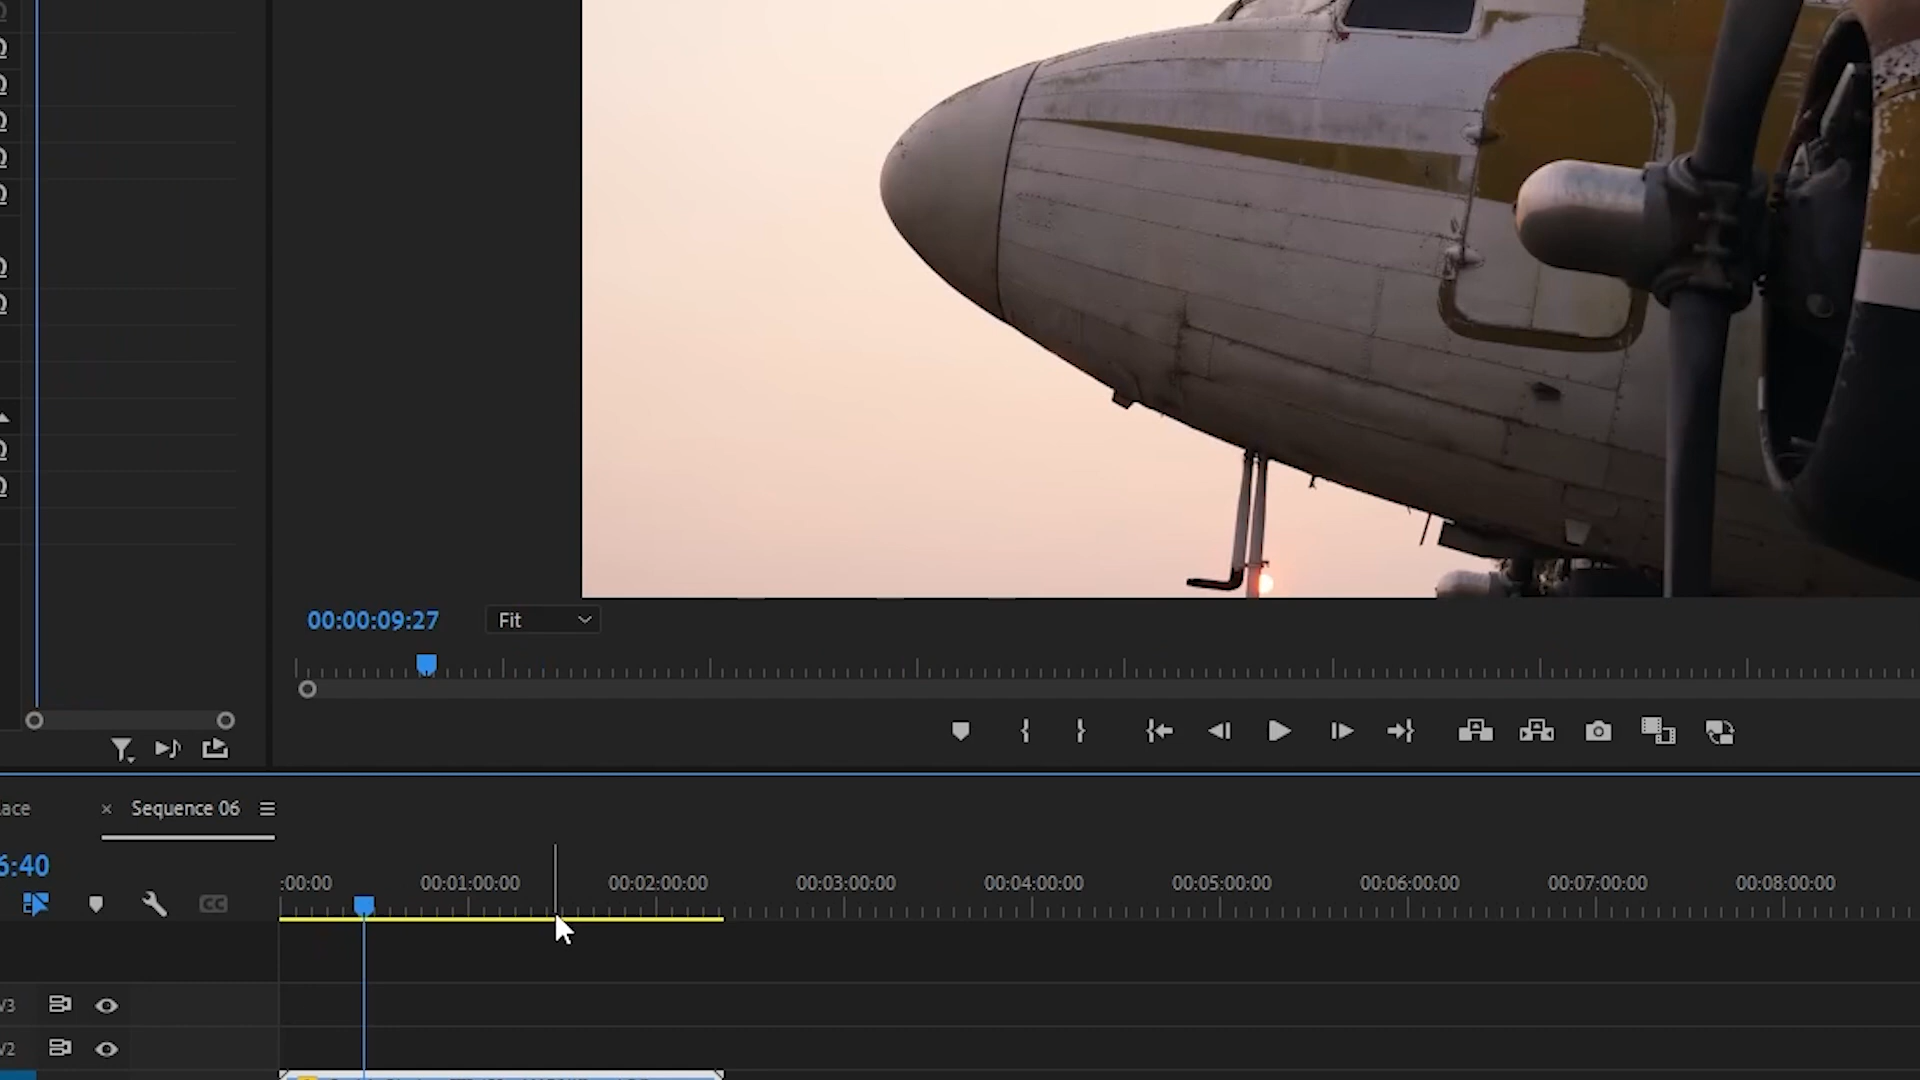 00:00:09:27
Fit
ace
Sequence 06
6:40
:00:00
00:01:00:00
00:02:00:00
00:03:00:00
00:04:00:00
00:05:00:00
00:06:00:00
00:07:00:00
00:08:00:00
CC
V3
V2